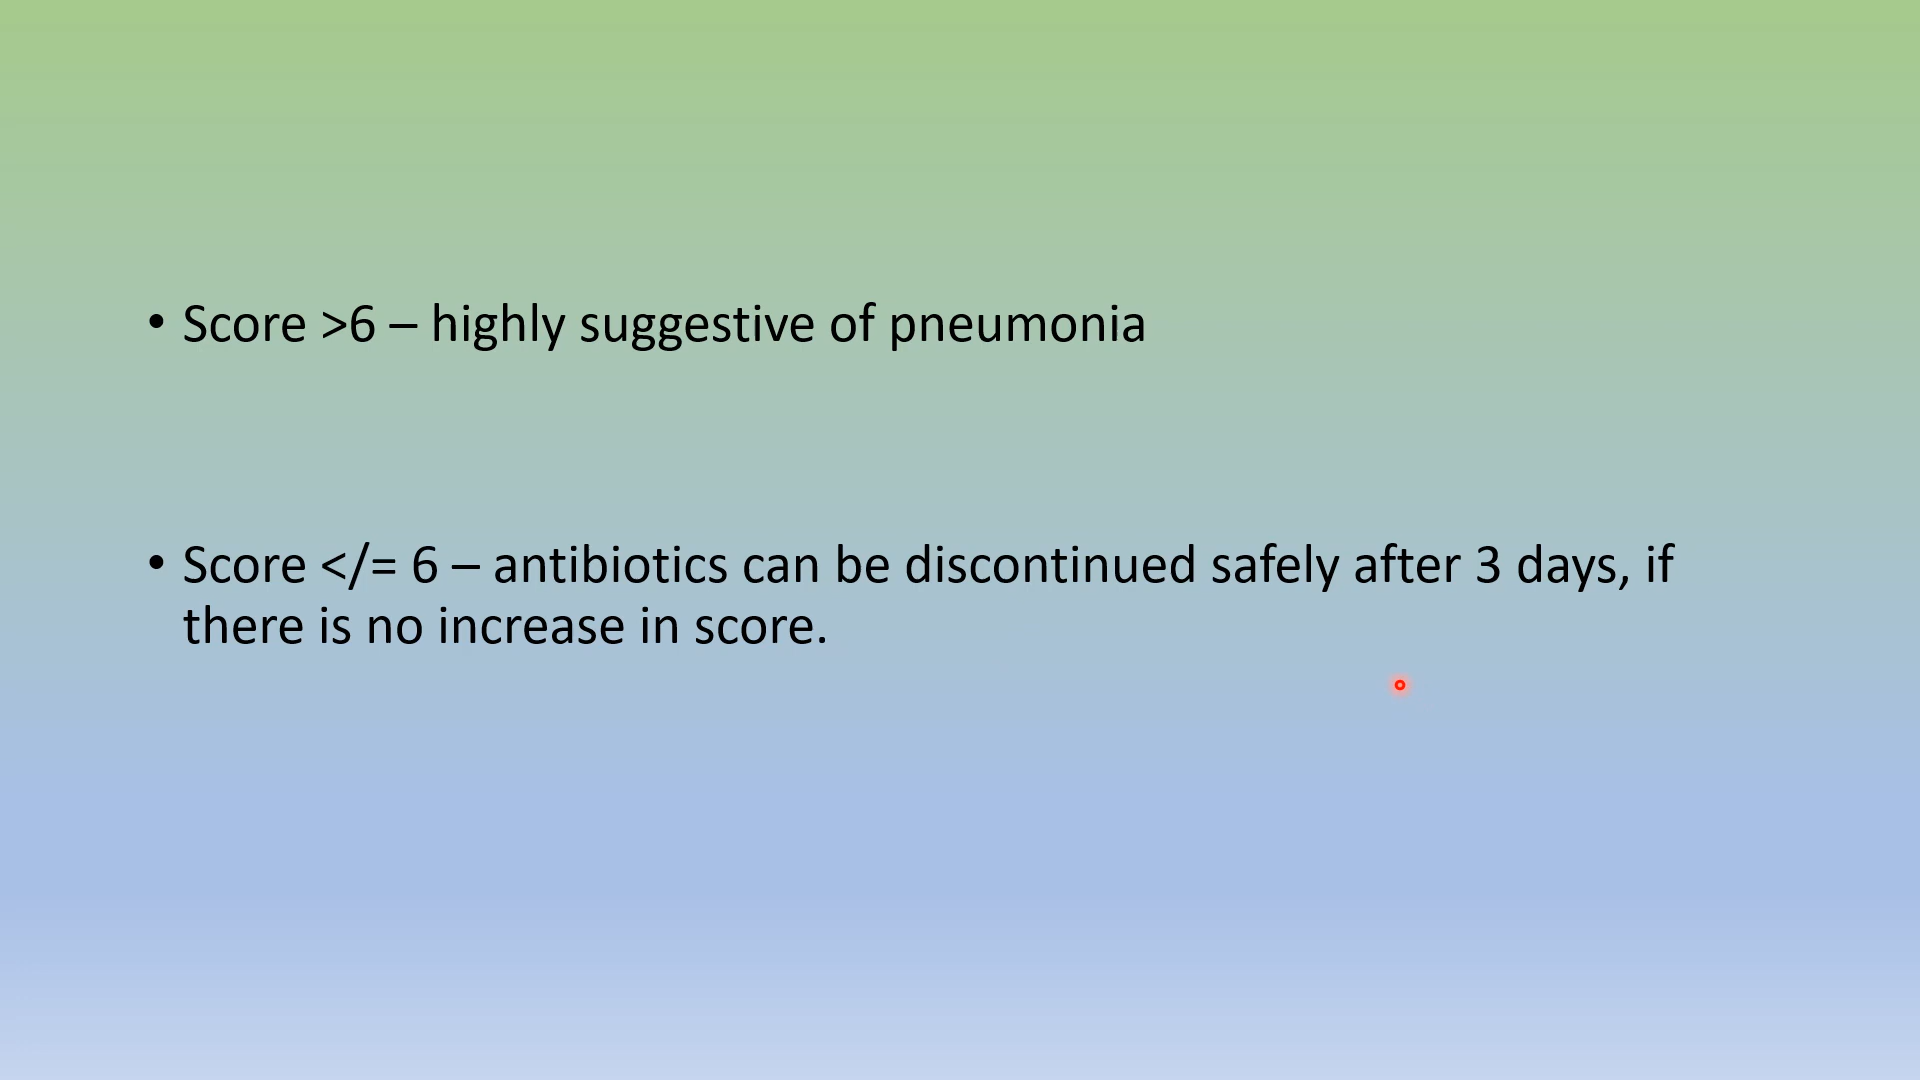 • Score >6 – highly suggestive of pneumonia
• Score </= 6 – antibiotics can be discontinued safely after 3 days, if
there is no increase in score.